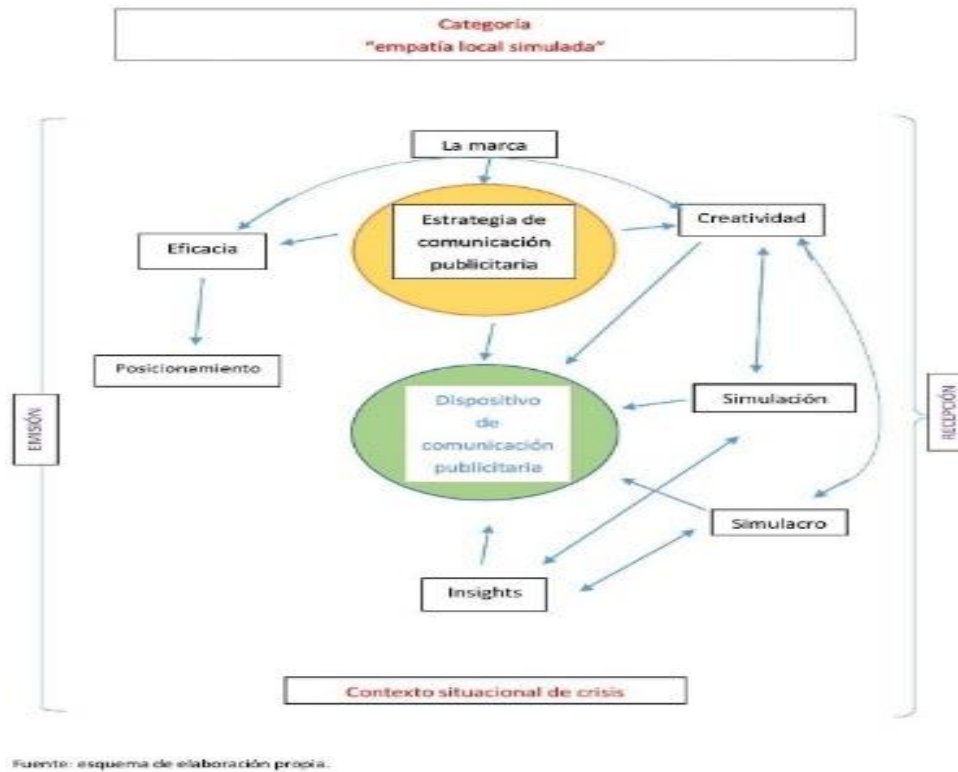 Categoría
"empatía local simulada"
La marca
Estrategia de
comunicación
publicitaria
Creatividad
Eficacia
Posicionamiento
Dispositivo
de
comunicación
publicitaria
Simulación
EMISIÓN
RECEPCIÓN
Simulacro
Insights
Contexto situacional de crisis
Fuente: esquema de elaboración propia.